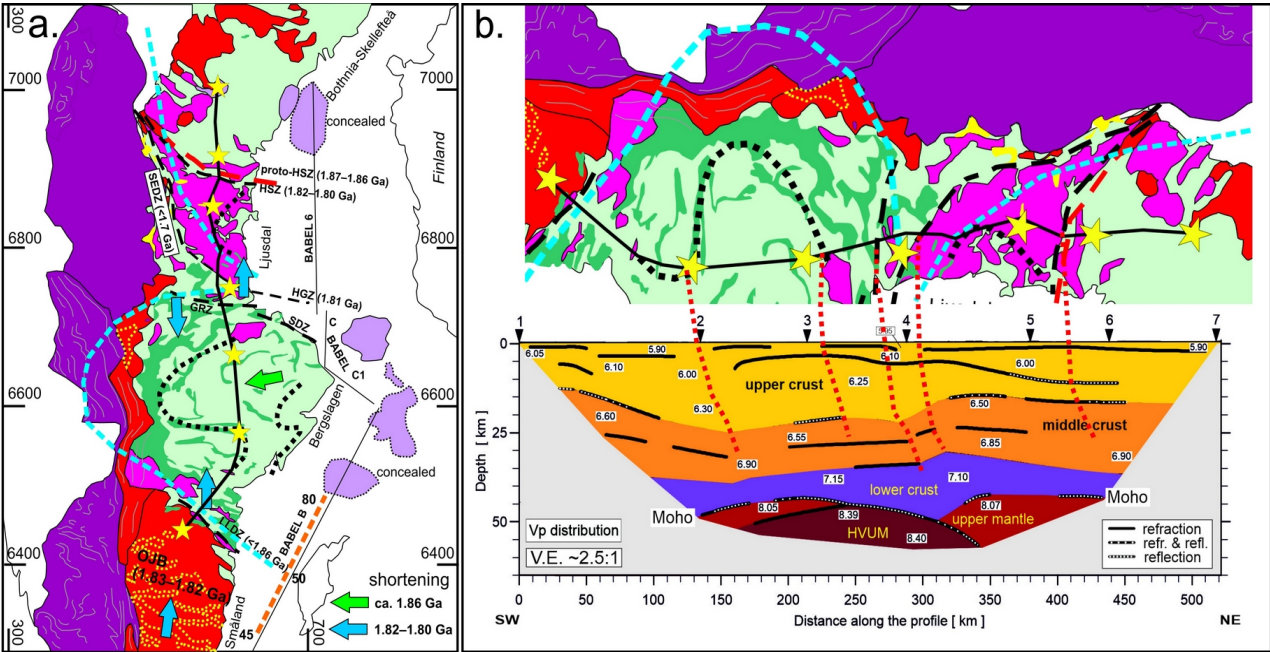 a.
300
7000
7000
Bothnia-Skellefteå
concealed
Finland
proto-HSZ (1.87–1.86 Ga)
HSZ (1.82–1.80 Ga)
SEDZ (<1.7 Ga)
6800
6800
Ljusdal
BABEL 6
HGZ (1.81 Ga)
GRZ
SDZ
C
BABEL
C1
6600
6600
Bergslagen
concealed
80
BABEL B
LLDZ (<1.86 Ga)
50
6400
6400
OJB
(1.83–1.82 Ga)
shortening
ca. 1.86 Ga
1.82–1.80 Ga
Småland
45
300
700
b.
1 2 3 4 5 6 7
0
25
50
Depth [ km ]
6.05
5.90
6.10
6.00
6.10
6.00
5.90
6.25
upper crust
6.30
6.50
6.60
middle crust
6.55
6.85
6.90
6.90
7.15
7.10
lower crust
Moho
8.05
8.39
HVUM
8.40
8.07
upper mantle
Moho
Vp distribution
V.E. ~2.5:1
refraction
refr. & refl.
reflection
0 50 100 150 200 250 300 350 400 450 500
SW
Distance along the profile [ km ]
NE